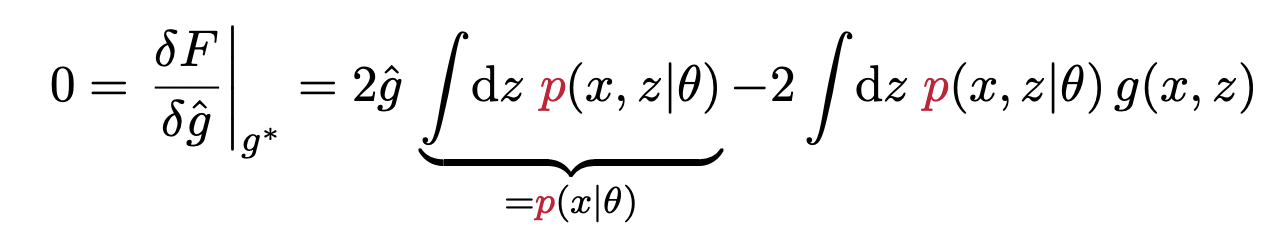 0 = δF/δĝ |_{g*} = 2ĝ ∫ dz p(x, z|θ) − 2 ∫ dz p(x, z|θ) g(x, z)
=p(x|θ)